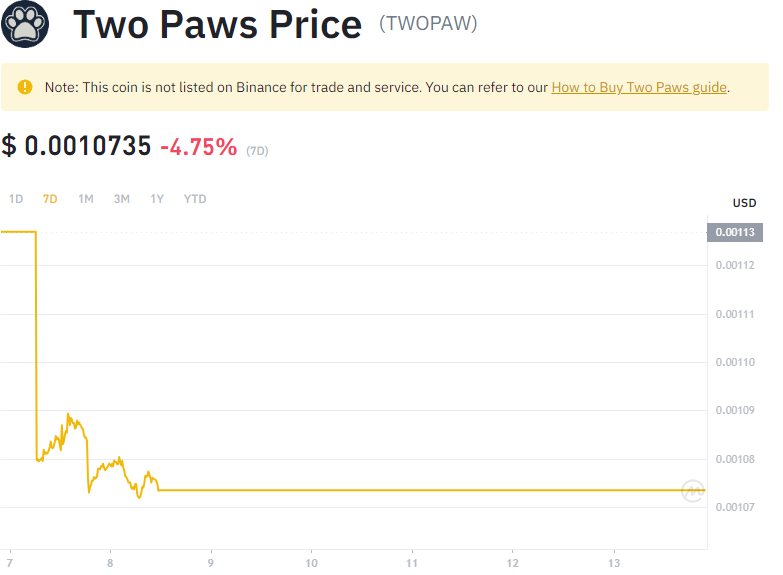 Two Paws Price (TWOPAW)
Note: This coin is not listed on Binance for trade and service. You can refer to our How to Buy Two Paws guide.
$ 0.0010735 -4.75% (7D)
1D 7D 1M 3M 1Y YTD
USD
0.00113
0.00112
0.00111
0.00110
0.00109
0.00108
0.00107
7 8 9 10 11 12 13